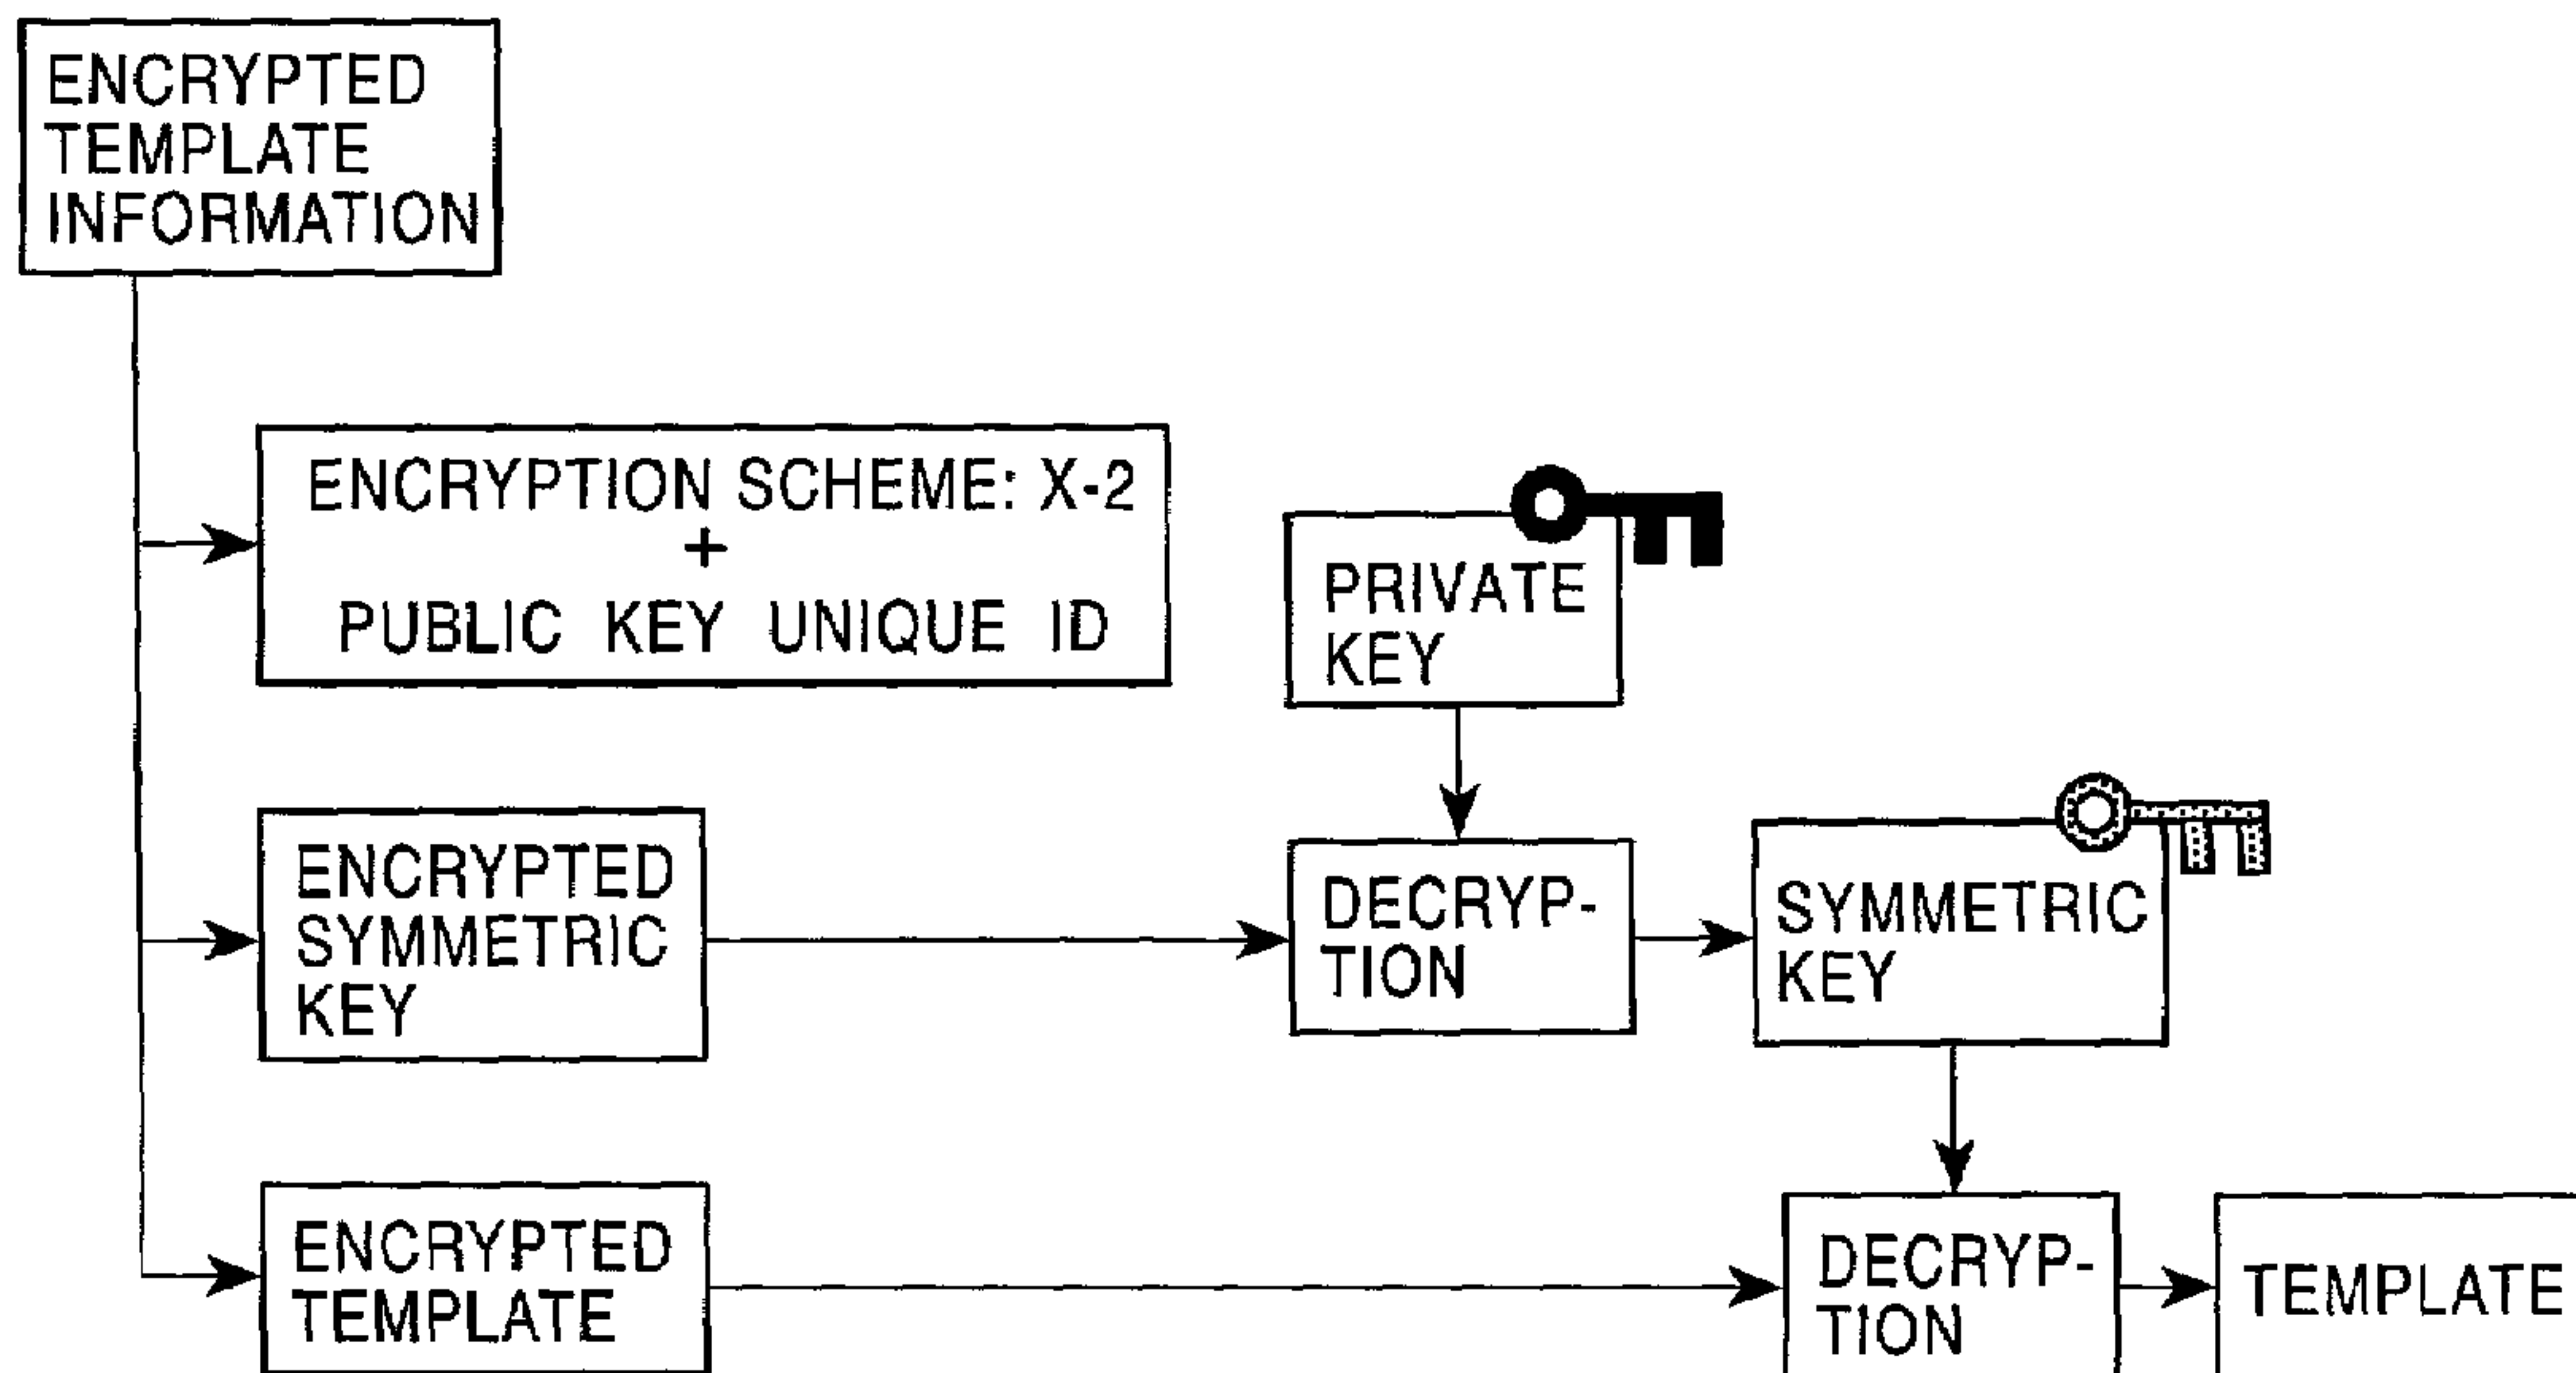 ENCRYPTED
TEMPLATE
INFORMATION
ENCRYPTION SCHEME: X-2
+
PUBLIC KEY UNIQUE ID
PRIVATE
KEY
ENCRYPTED
SYMMETRIC
KEY
DECRYP-
TION
SYMMETRIC
KEY
ENCRYPTED
TEMPLATE
DECRYP-
TION
TEMPLATE